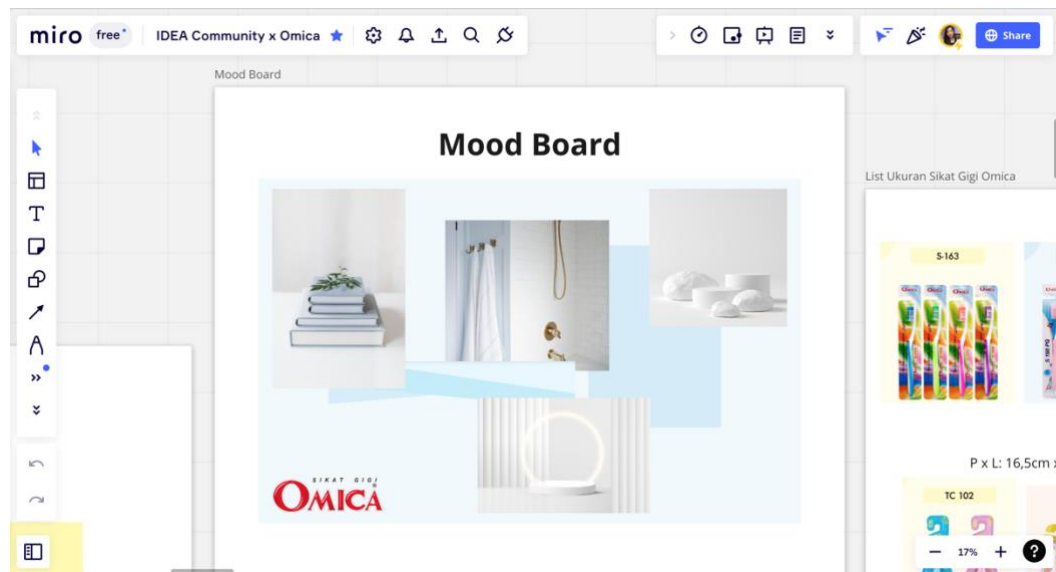 miro free IDEA Community x Omica Share
Mood Board
Mood Board
List Ukuran Sikat Gigi Omica
S-163
SIKAT GIGI
OMICA
P x L: 16,5cm x
TC 102
17%